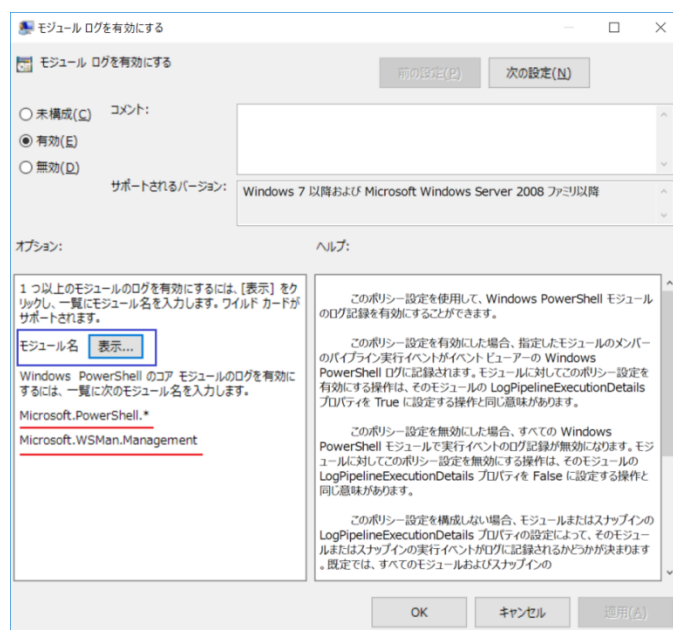 モジュール ログを有効にする
モジュール ログを有効にする
前の設定(P)
次の設定(N)
未構成(C)
コメント:
有効(E)
無効(D)
サポートされるバージョン:
Windows 7 以降および Microsoft Windows Server 2008 ファミリ以降
オプション:
ヘルプ:
1 つ以上のモジュールのログを有効にするには、[表示] をク
リックし、一覧にモジュール名を入力します。ワイルド カードが
サポートされます。
モジュール名
表示...
Windows PowerShell のコア モジュールのログを有効に
するには、一覧に次のモジュール名を入力します。
Microsoft.PowerShell.*
Microsoft.WSMan.Management
このポリシー設定を使用して、Windows PowerShell モジュール
のログ記録を有効にすることができます。
このポリシー設定を有効にした場合、指定したモジュールのメンバー
のパイプライン実行イベントがイベント ビューアーの Windows
PowerShell ログに記録されます。モジュールに対してこのポリシー設定を
有効にする操作は、そのモジュールの LogPipelineExecutionDetails
プロパティを True に設定する操作と同じ意味があります。
このポリシー設定を無効にした場合、すべての Windows
PowerShell モジュールで実行イベントのログ記録が無効になります。モジ
ュールに対してこのポリシー設定を無効にする操作は、そのモジュールの
LogPipelineExecutionDetails プロパティを False に設定する操作と
同じ意味があります。
このポリシー設定を構成しない場合、モジュールまたはスナップインの
LogPipelineExecutionDetails プロパティの設定によって、そのモジュー
ルまたはスナップインの実行イベントがログに記録されるかどうかが決まります
。既定では、すべてのモジュールおよびスナップインの
OK
キャンセル
適用(A)